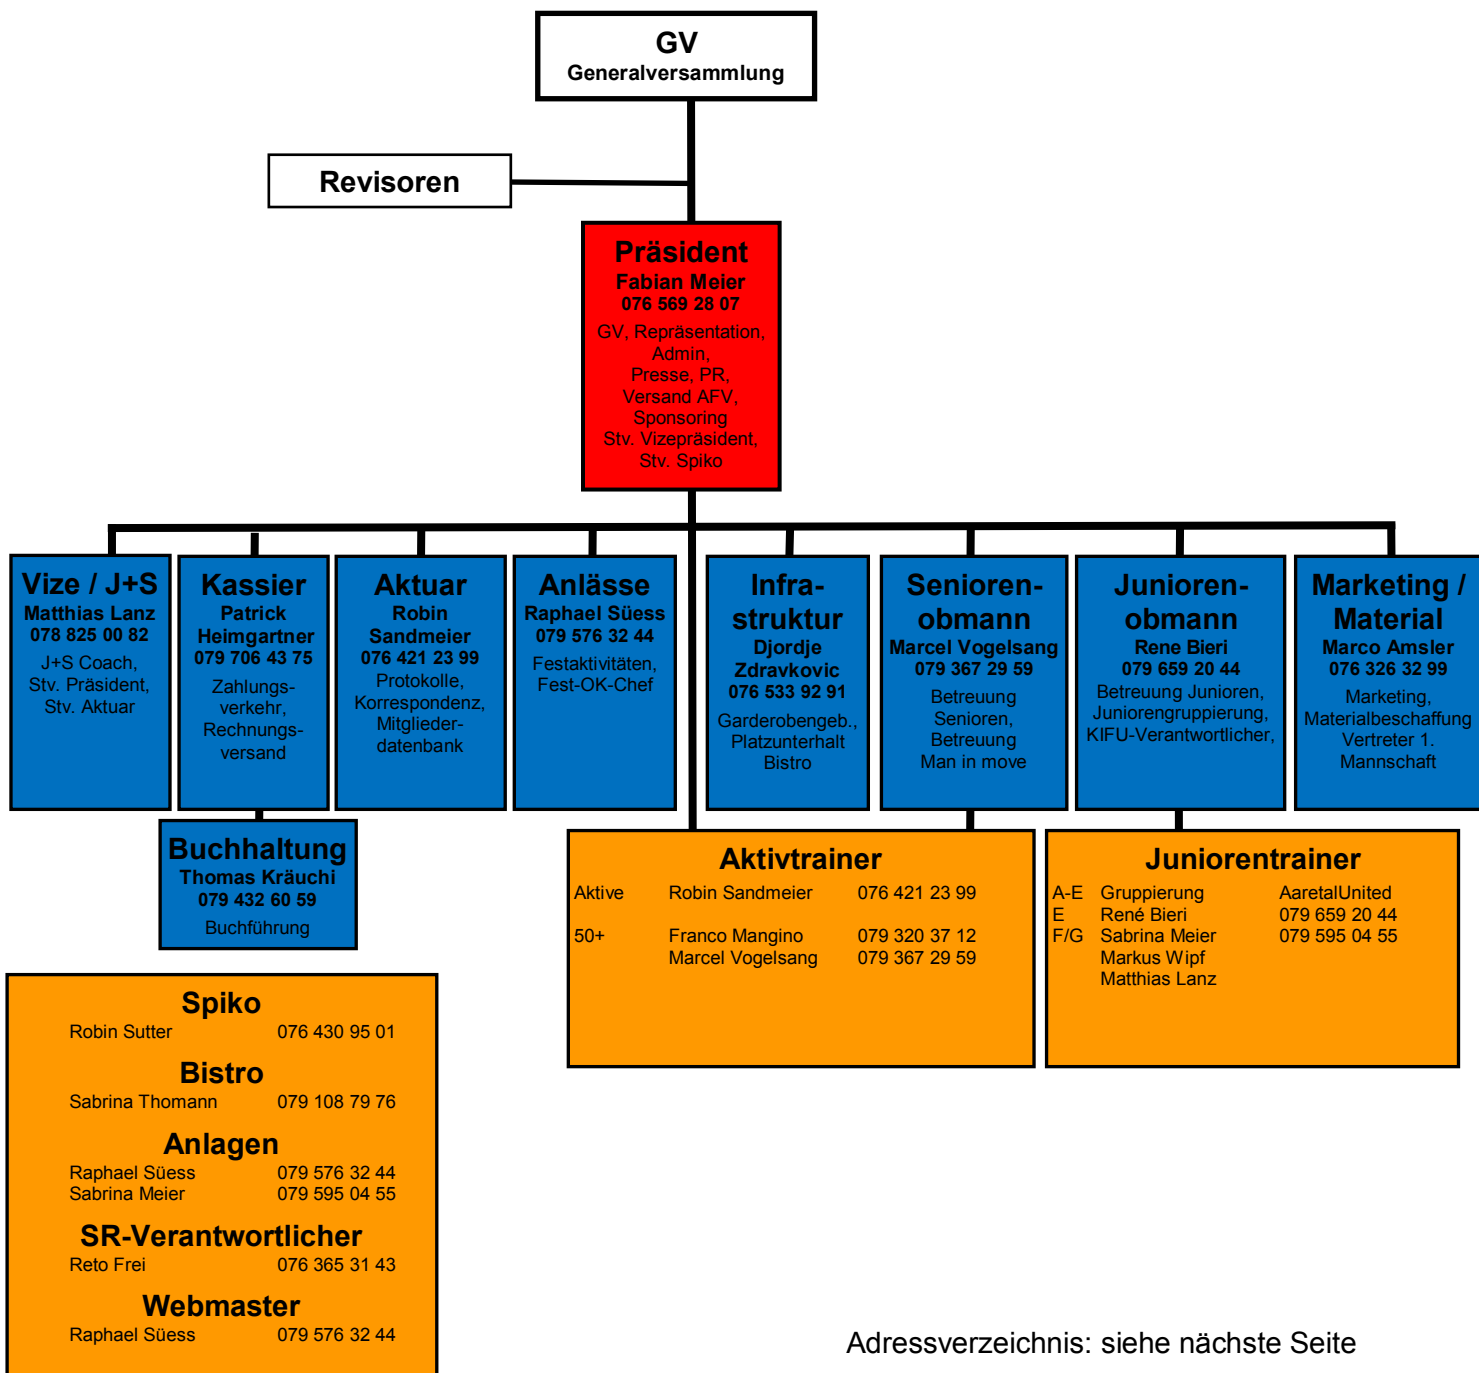 GV
Generalversammlung
Revisoren
Präsident
Fabian Meier
076 569 28 07
GV, Repräsentation,
Admin,
Presse, PR,
Versand AFV,
Sponsoring
Stv. Vizepräsident,
Stv. Spiko
Vize / J+S
Matthias Lanz
078 825 00 82
J+S Coach,
Stv. Präsident,
Stv. Aktuar
Kassier
Patrick
Heimgartner
079 706 43 75
Zahlungs-
verkehr,
Rechnungs-
versand
Aktuar
Robin
Sandmeier
076 421 23 99
Protokolle,
Korrespondenz,
Mitglieder-
datenbank
Anlässe
Raphael Süess
079 576 32 44
Festaktivitäten,
Fest-OK-Chef
Infra-
struktur
Djordje
Zdravkovic
076 533 92 91
Garderobengeb.,
Platzunterhalt
Bistro
Senioren-
obmann
Marcel Vogelsang
079 367 29 59
Betreuung
Senioren,
Betreuung
Man in move
Junioren-
obmann
Rene Bieri
079 659 20 44
Betreuung Junioren,
Juniorengruppierung,
KIFU-Verantwortlicher,
Marketing /
Material
Marco Amsler
076 326 32 99
Marketing,
Materialbeschaffung
Vertreter 1.
Mannschaft
Buchhaltung
Thomas Kräuchi
079 432 60 59
Buchführung
Aktivtrainer
Aktive Robin Sandmeier 076 421 23 99
50+ Franco Mangino 079 320 37 12
Marcel Vogelsang 079 367 29 59
Juniorentrainer
A-E Gruppierung AaretalUnited
E René Bieri 079 659 20 44
F/G Sabrina Meier 079 595 04 55
Markus Wipf
Matthias Lanz
Spiko
Robin Sutter 076 430 95 01
Bistro
Sabrina Thomann 079 108 79 76
Anlagen
Raphael Süess 079 576 32 44
Sabrina Meier 079 595 04 55
SR-Verantwortlicher
Reto Frei 076 365 31 43
Webmaster
Raphael Süess 079 576 32 44
Adressverzeichnis: siehe nächste Seite